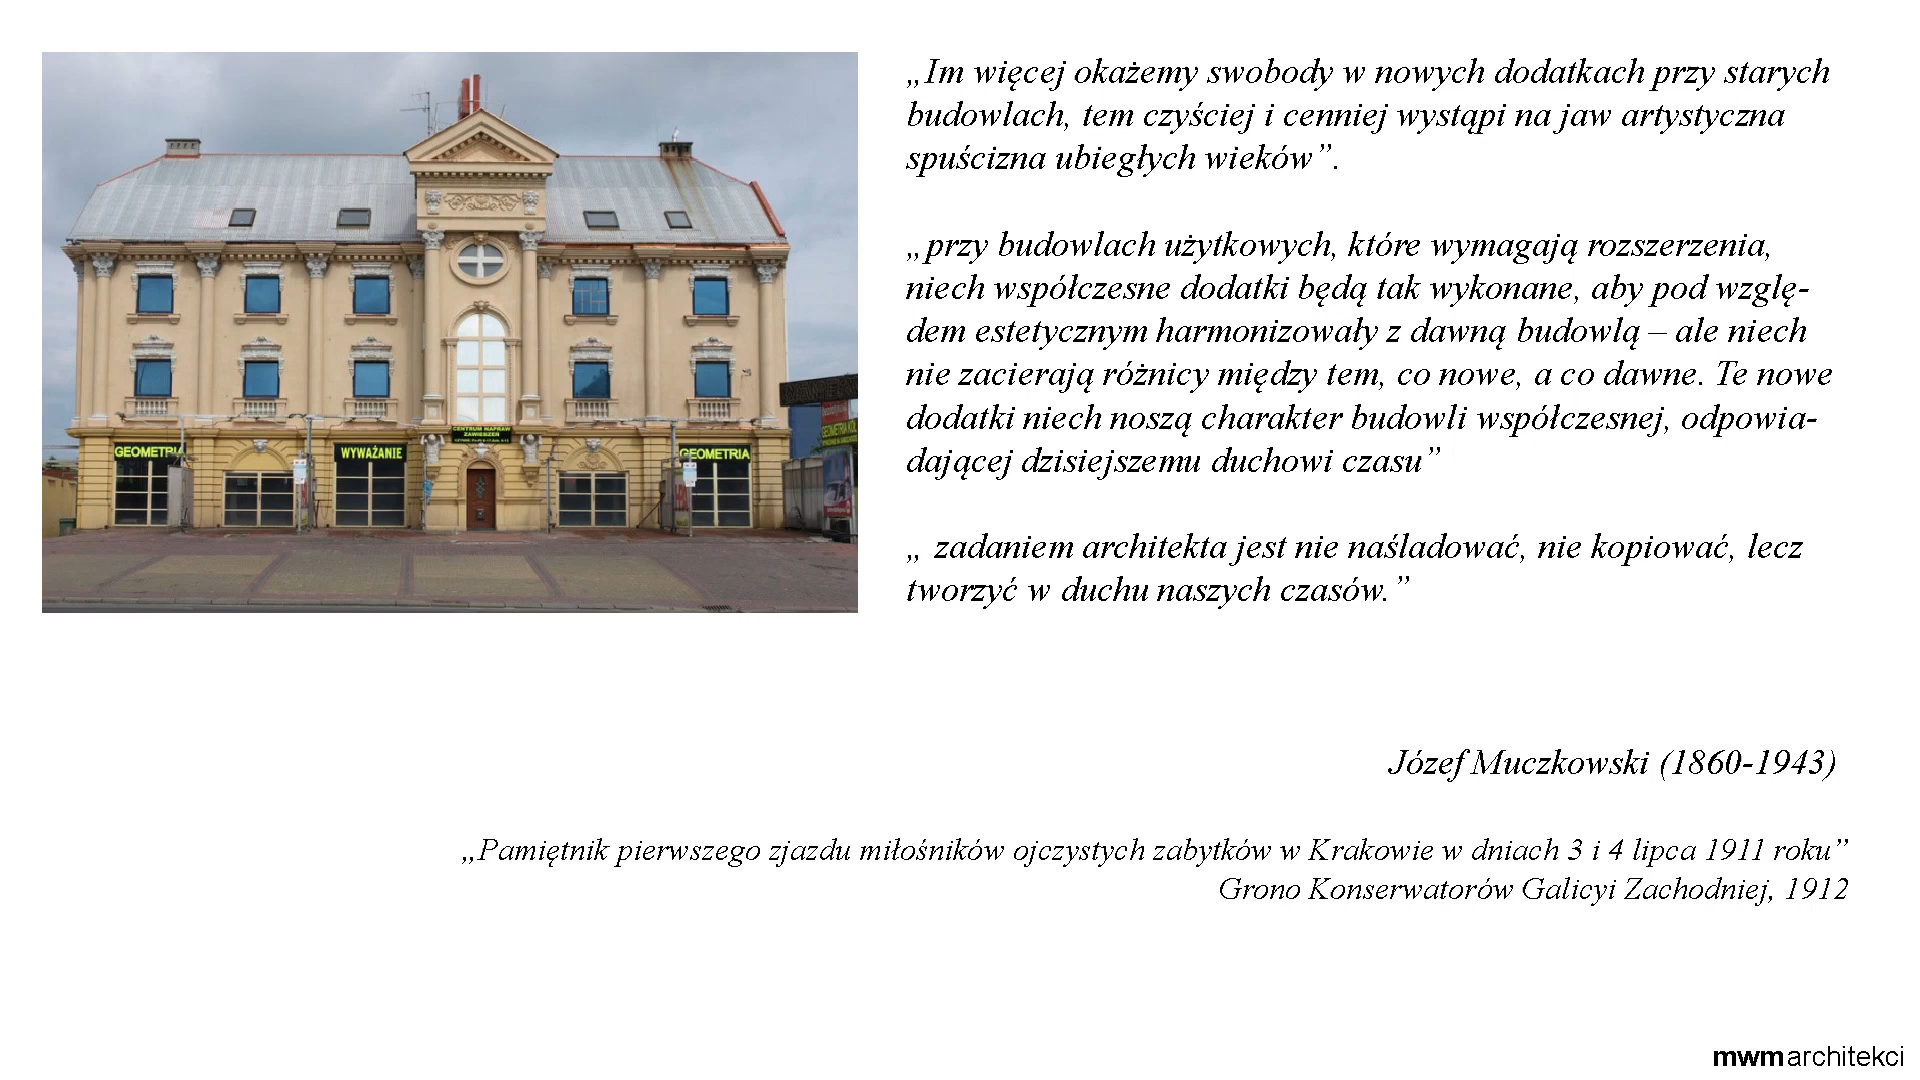 „Im więcej okażemy swobody w nowych dodatkach przy starych
budowlach, tem czyściej i cenniej wystąpi na jaw artystyczna
spuścizna ubiegłych wieków”.
„przy budowlach użytkowych, które wymagają rozszerzenia,
niech współczesne dodatki będą tak wykonane, aby pod wzglę-
dem estetycznym harmonizowały z dawną budowlą – ale niech
nie zacierają różnicy między tem, co nowe, a co dawne. Te nowe
dodatki niech noszą charakter budowli współczesnej, odpowia-
dającej dzisiejszemu duchowi czasu”
„ zadaniem architekta jest nie naśladować, nie kopiować, lecz
tworzyć w duchu naszych czasów.”
CENTRUM NAPRAW
ZAWIESZEŃ
GEOMETRIA
WYWAŻANIE
GEOMETRIA
GEOMETRIA KÓŁ
Józef Muczkowski (1860-1943)
„Pamiętnik pierwszego zjazdu miłośników ojczystych zabytków w Krakowie w dniach 3 i 4 lipca 1911 roku”
Grono Konserwatorów Galicyi Zachodniej, 1912
mwmarchitekci